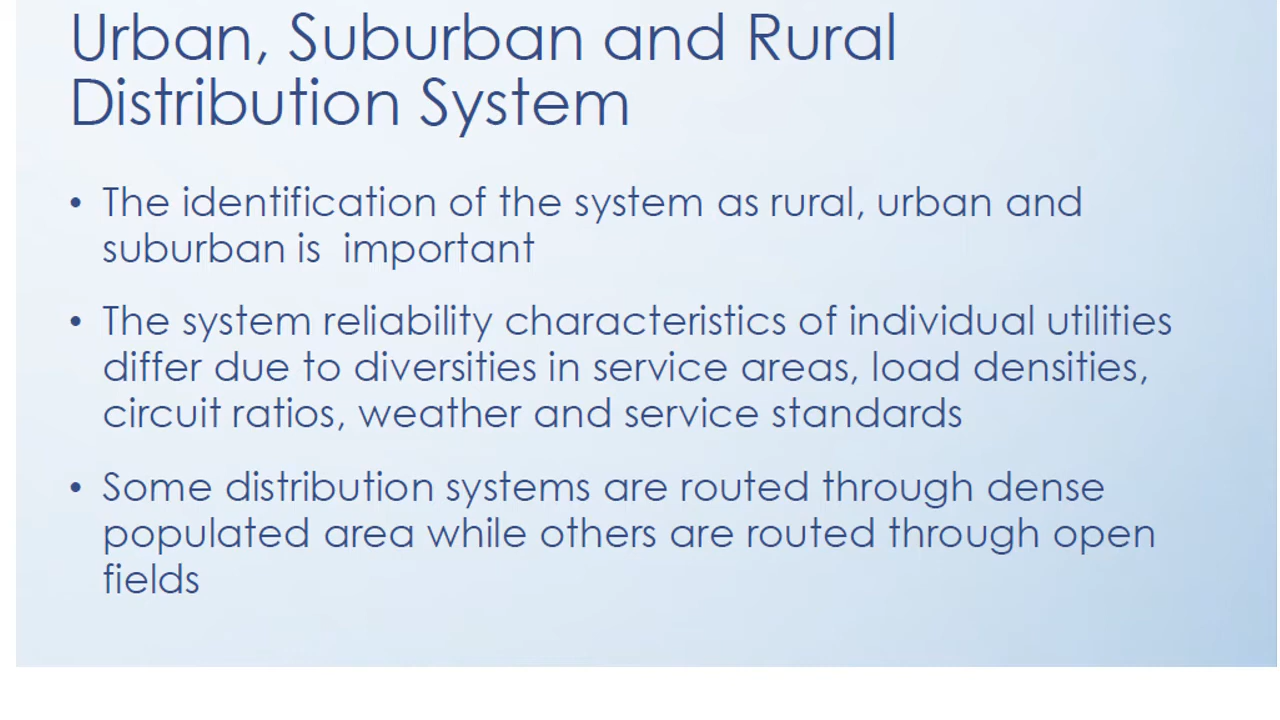 Urban, Suburban and Rural
Distribution System
• The identification of the system as rural, urban and
suburban is  important
• The system reliability characteristics of individual utilities
differ due to diversities in service areas, load densities,
circuit ratios, weather and service standards
• Some distribution systems are routed through dense
populated area while others are routed through open
fields